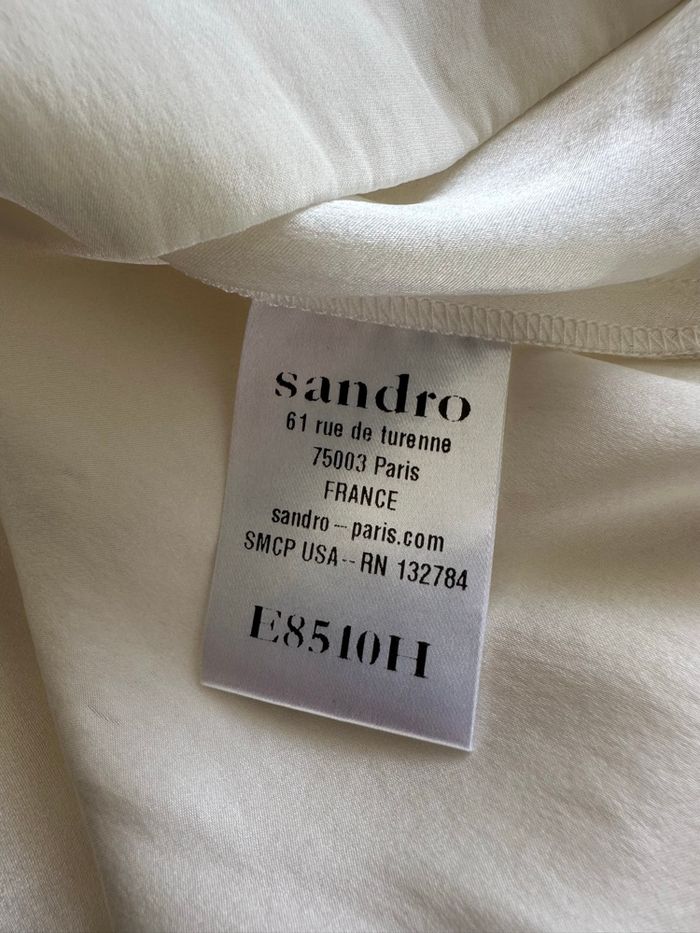 sandro
61 rue de turenne
75003 Paris
FRANCE
sandro--paris.com
SMCP USA--RN 132784
E8510H